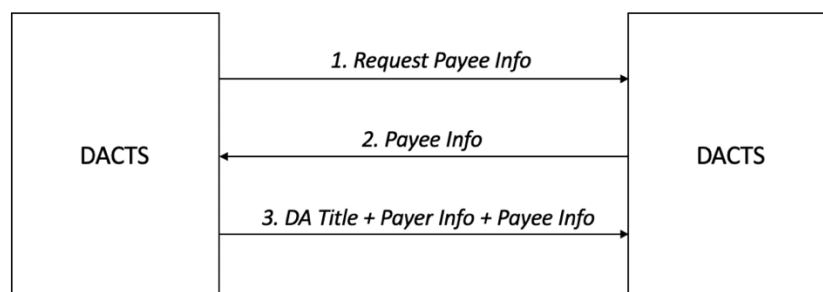 1. Request Payee Info
DACTS
2. Payee Info
DACTS
3. DA Title + Payer Info + Payee Info